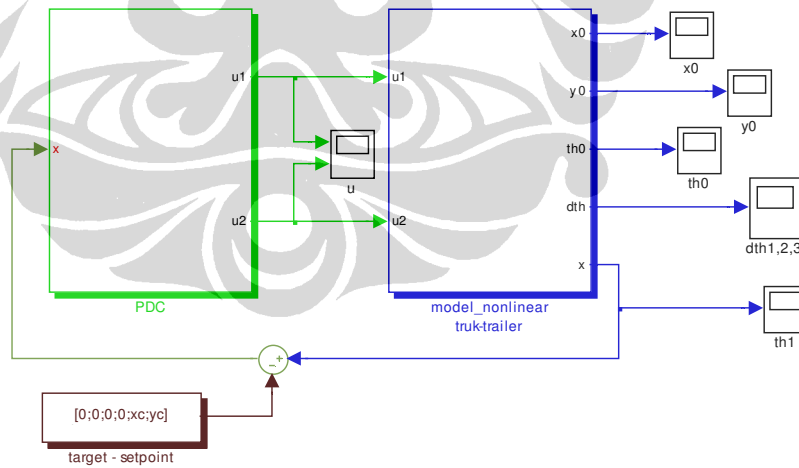 x0
u1
u1
x0
y0
y0
x
th0
th0
u
u2
u2
dth
dth1,2,3
x
PDC
model_nonlinear
truk-trailer
th1
- +
[0;0;0;0;xc;yc]
target - setpoint